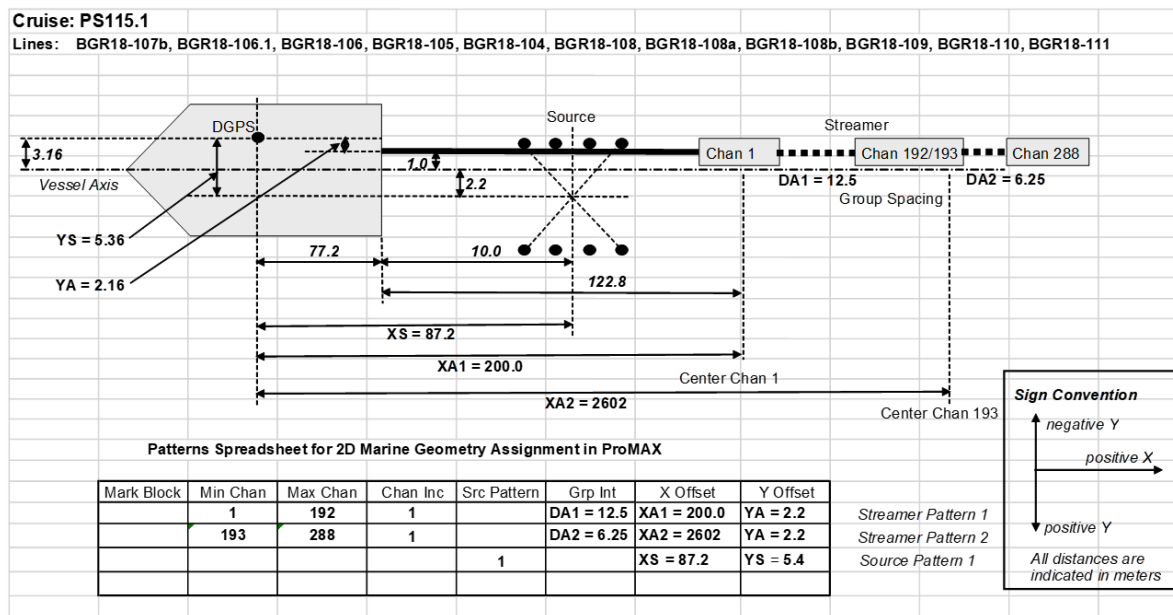 Cruise: PS115.1
Lines: BGR18-107b, BGR18-106.1, BGR18-106, BGR18-105, BGR18-104, BGR18-108, BGR18-108a, BGR18-108b, BGR18-109, BGR18-110, BGR18-111
Source
Streamer
DGPS
3.16
1.0
Chan 1
Chan 192/193
Chan 288
Vessel Axis
2.2
DA1 = 12.5
DA2 = 6.25
Group Spacing
YS = 5.36
77.2
10.0
YA = 2.16
122.8
XS = 87.2
XA1 = 200.0
Center Chan 1
XA2 = 2602
Center Chan 193
Sign Convention
negative Y
positive X
positive Y
All distances are
indicated in meters
Patterns Spreadsheet for 2D Marine Geometry Assignment in ProMAX
Mark Block Min Chan Max Chan Chan Inc Src Pattern Grp Int X Offset Y Offset
1 192 1 DA1 = 12.5 XA1 = 200.0 YA = 2.2 Streamer Pattern 1
193 288 1 DA2 = 6.25 XA2 = 2602 YA = 2.2 Streamer Pattern 2
1 XS = 87.2 YS = 5.4 Source Pattern 1